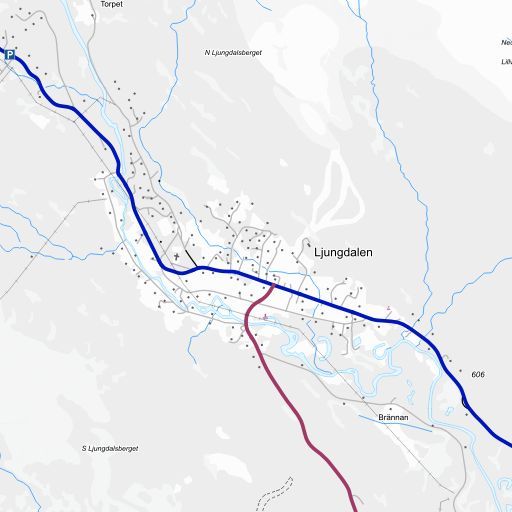 Torpet
N Ljungdalsberget
P
Ljungdalen
606
Brännan
S Ljungdalsberget